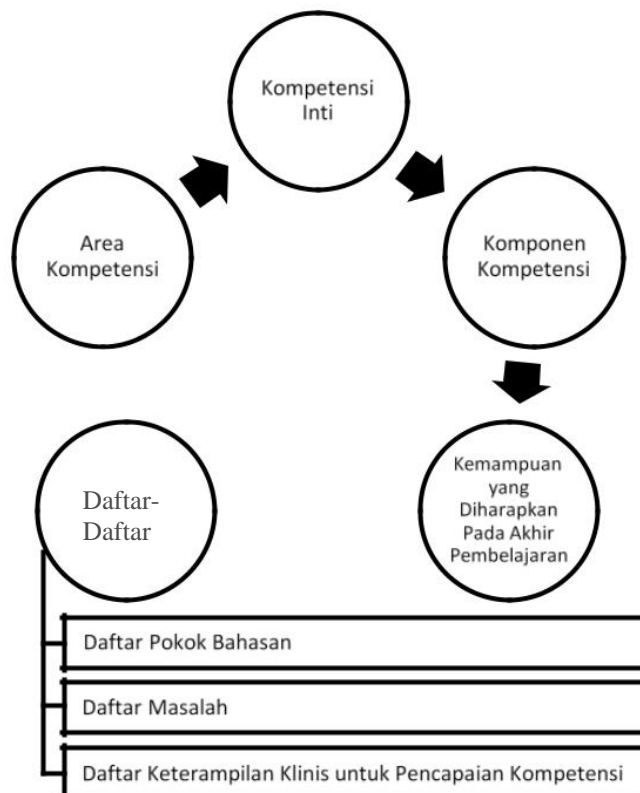 Kompetensi
Inti
Area
Kompetensi
Komponen
Kompetensi
Kemampuan
yang
Diharapkan
Pada Akhir
Pembelajaran
Daftar-
Daftar
Daftar Pokok Bahasan
Daftar Masalah
Daftar Keterampilan Klinis untuk Pencapaian Kompetensi